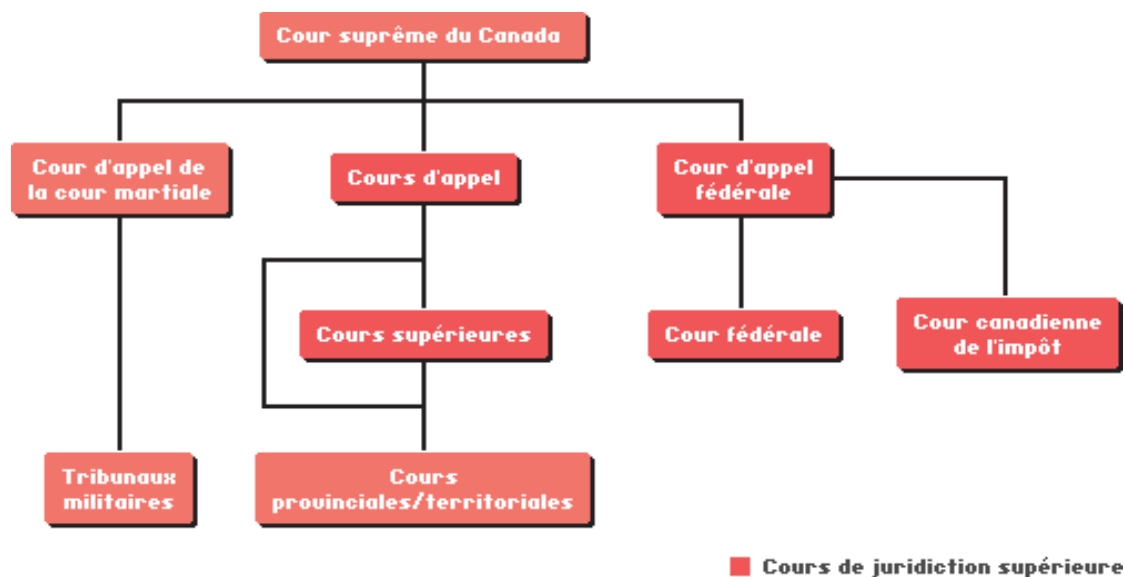 Cour suprême du Canada
Cour d'appel de
la cour martiale
Cours d'appel
Cour d'appel
fédérale
Cours supérieures
Cour fédérale
Cour canadienne
de l'impôt
Tribunaux
militaires
Cours
provinciales/territoriales
Cours de juridiction supérieure